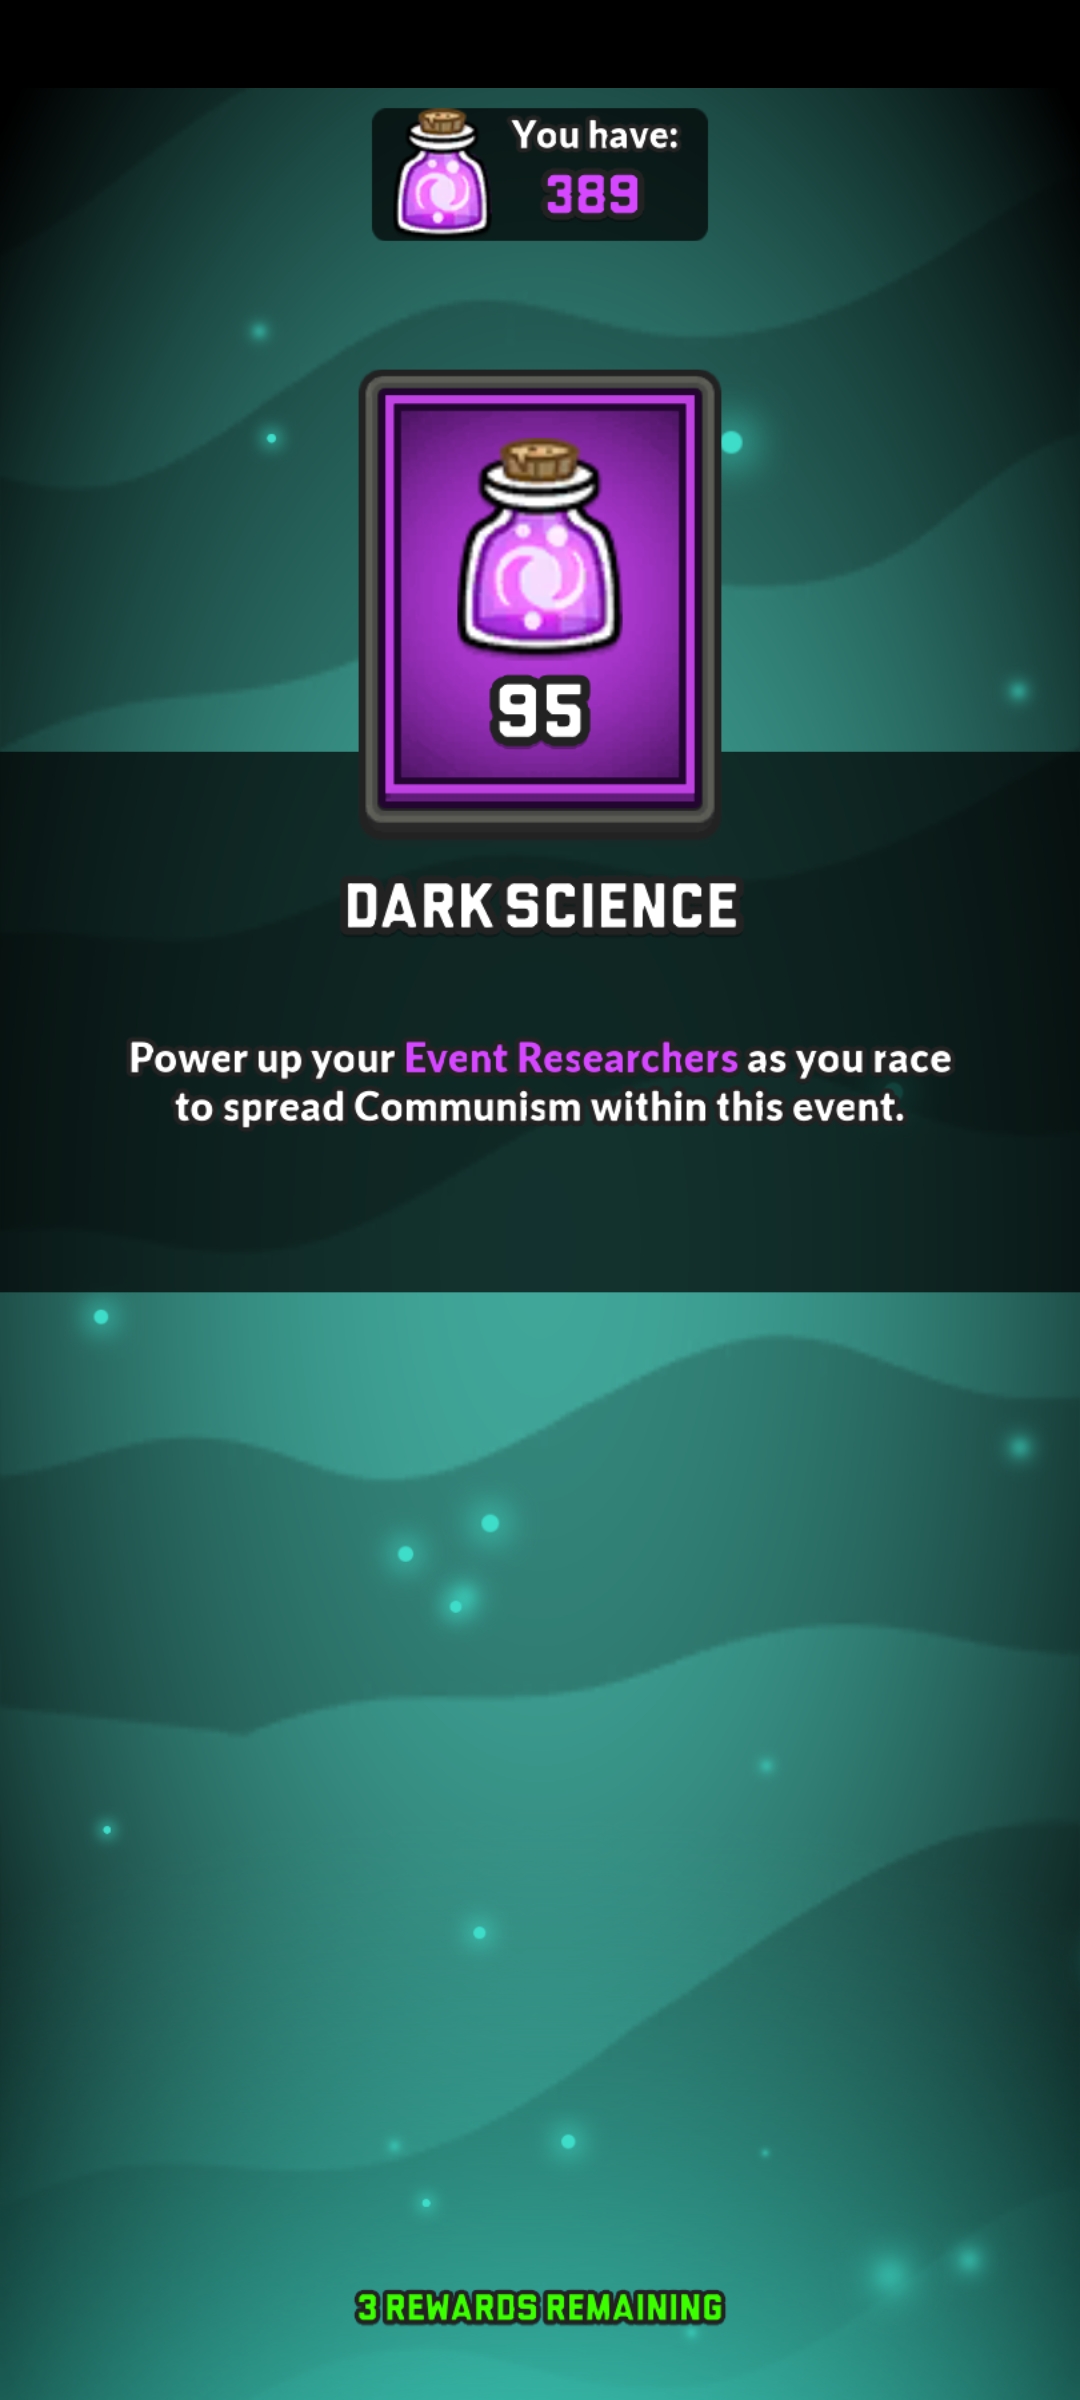 You have:
389
95
DARK SCIENCE
Power up your Event Researchers as you race
to spread Communism within this event.
3 REWARDS REMAINING